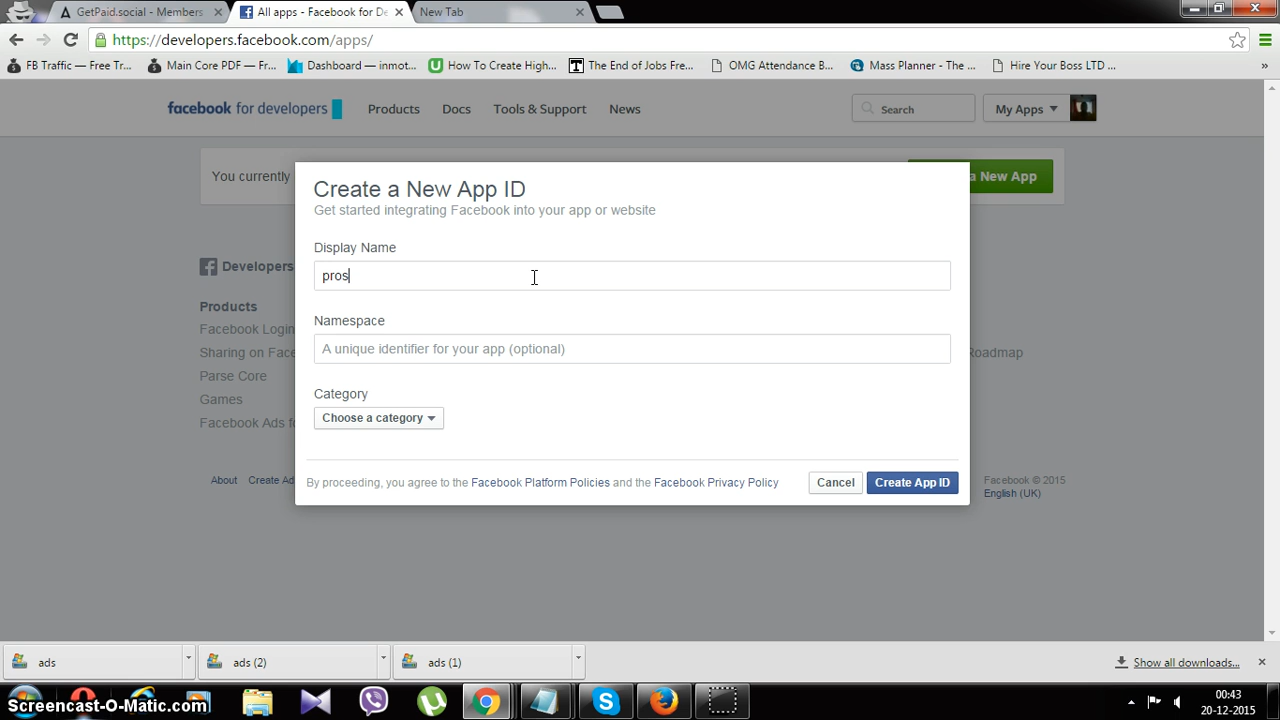 GetPaid.social - Members
All apps - Facebook for De
New Tab
https://developers.facebook.com/apps/
FB Traffic — Free Tr...
Main Core PDF — Fr...
Dashboard — inmot...
How To Create High...
The End of Jobs Fre...
OMG Attendance B...
Mass Planner - The ...
Hire Your Boss LTD ...
»
facebook for developers
Products
Docs
Tools & Support
News
Search
My Apps
You currently
a New App
Create a New App ID
Get started integrating Facebook into your app or website
Display Name
pros
Namespace
A unique identifier for your app (optional)
Category
Choose a category
By proceeding, you agree to the Facebook Platform Policies and the Facebook Privacy Policy
Cancel
Create App ID
Developers
Products
Facebook Login
Sharing on Face
Parse Core
Games
Facebook Ads fo
Roadmap
About
Create Ad
Facebook © 2015
English (UK)
ads
ads (2)
ads (1)
Show all downloads...
Screencast-O-Matic.com
00:43
20-12-2015